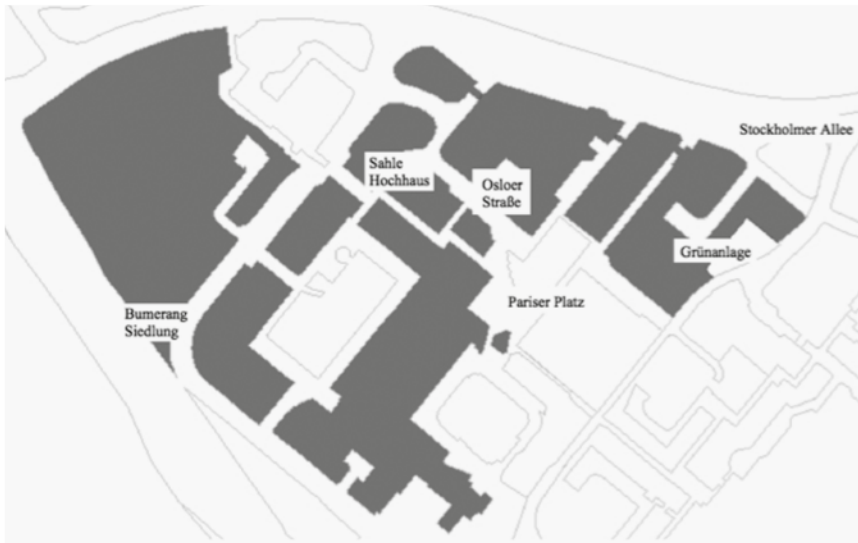 Stockholmer Allee
Sahle
Hochhaus
Osloer
Straße
Grünanlage
Pariser Platz
Bumerang
Siedlung